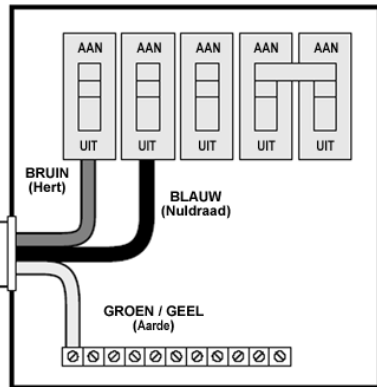 AAN AAN AAN AAN AAN
UIT UIT UIT UIT UIT
BRUIN
(Hert)
BLAUW
(Nuldraad)
GROEN / GEEL
(Aarde)